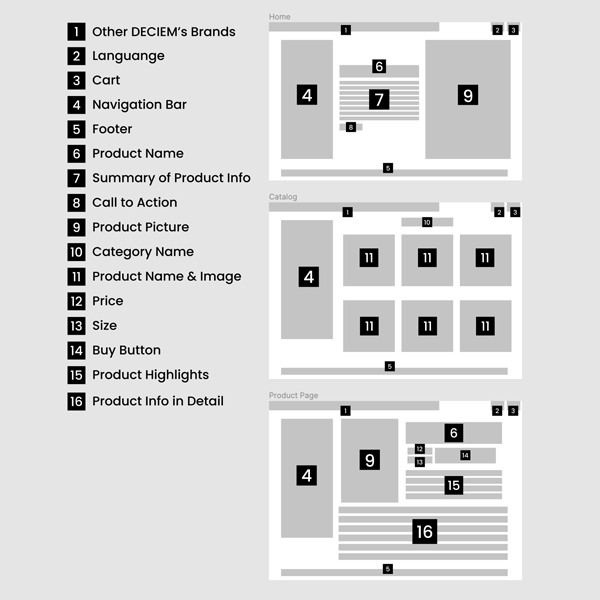 1 Other DECIEM's Brands
2 Languange
3 Cart
4 Navigation Bar
5 Footer
6 Product Name
7 Summary of Product Info
8 Call to Action
9 Product Picture
10 Category Name
11 Product Name & Image
12 Price
13 Size
14 Buy Button
15 Product Highlights
16 Product Info in Detail
Home
1 2 3
6
4 7 9
8
5
Catalog
1 2 3
10
4 11 11 11
11 11 11
5
Product Page
1 2 3
6
12 14
4 9 13
15
16
5